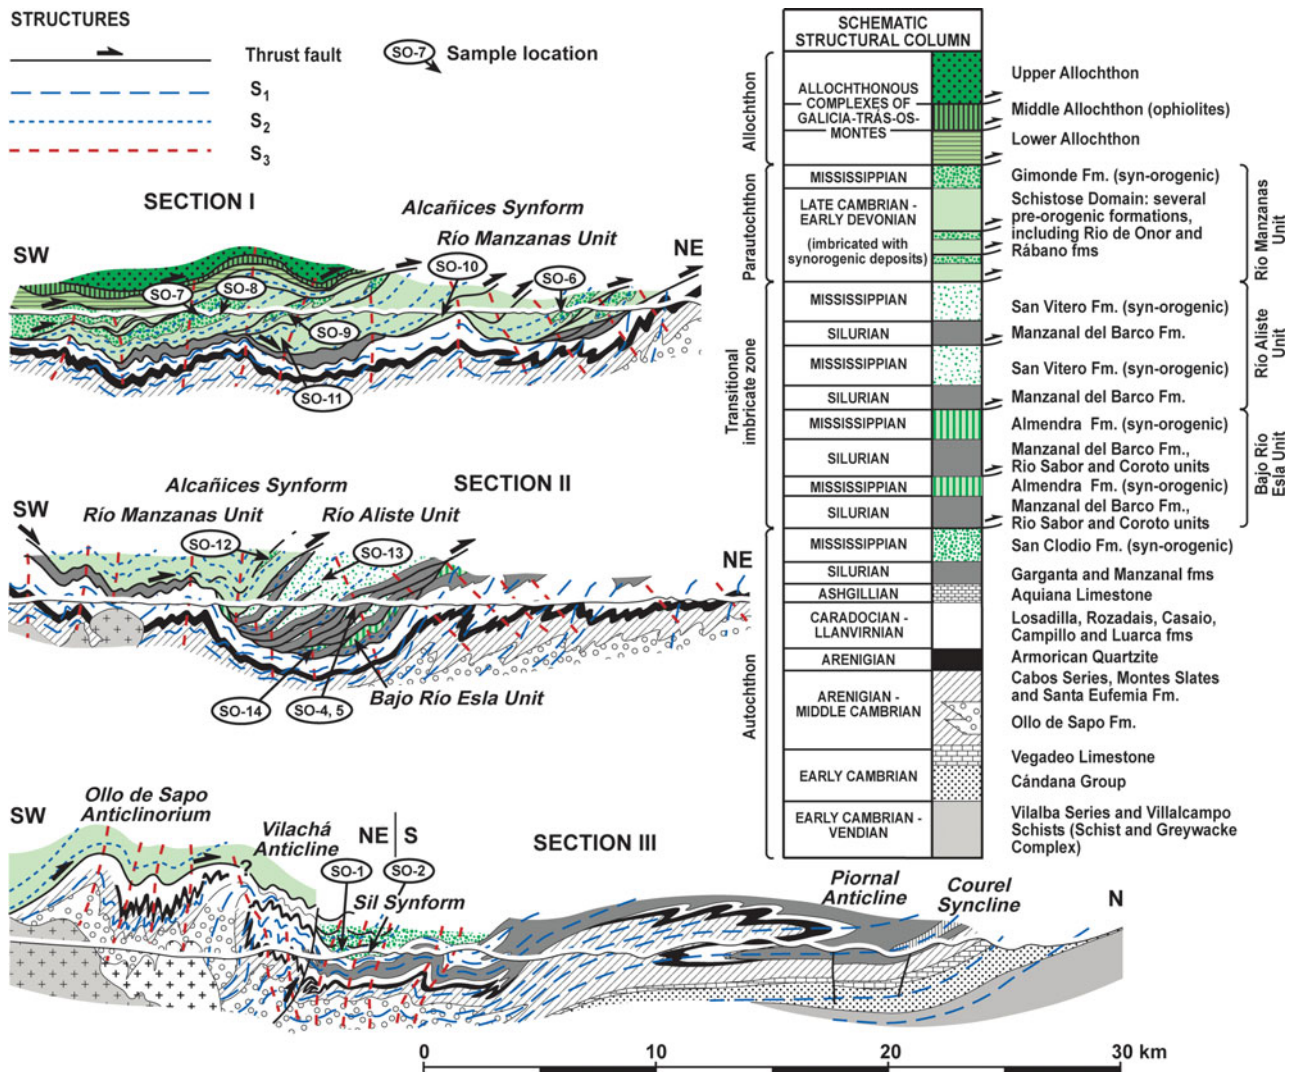 STRUCTURES
Thrust fault
SO-7 Sample location
S1
S2
S3
SECTION I
Alcañices Synform
Río Manzanas Unit
SW
NE
SO-10
SO-7
SO-8
SO-6
SO-9
SO-11
Alcañices Synform
SECTION II
SW
Río Manzanas Unit
Río Aliste Unit
SO-12
SO-13
NE
Bajo Río Esla Unit
SO-14
SO-4, 5
SW
Ollo de Sapo
Anticlinorium
Vilachá
Anticline
NE S
SECTION III
?
SO-1
SO-2
Sil Synform
Piornal
Anticline
Courel
Syncline
N
0
10
20
30 km
SCHEMATIC
STRUCTURAL COLUMN
Allochthon
ALLOCHTHONOUS
COMPLEXES OF
GALICIA-TRÁS-OS-
MONTES
Upper Allochthon
Middle Allochthon (ophiolites)
Lower Allochthon
Parautochthon
MISSISSIPPIAN
Gimonde Fm. (syn-orogenic)
LATE CAMBRIAN -
EARLY DEVONIAN
(imbricated with
synorogenic deposits)
Schistose Domain: several
pre-orogenic formations,
including Rio de Onor and
Rábano fms
Río Manzanas
Unit
Transitional
imbricate zone
MISSISSIPPIAN
San Vitero Fm. (syn-orogenic)
SILURIAN
Manzanal del Barco Fm.
MISSISSIPPIAN
San Vitero Fm. (syn-orogenic)
SILURIAN
Manzanal del Barco Fm.
Río Aliste
Unit
MISSISSIPPIAN
Almendra Fm. (syn-orogenic)
SILURIAN
Manzanal del Barco Fm.,
Rio Sabor and Coroto units
MISSISSIPPIAN
Almendra Fm. (syn-orogenic)
SILURIAN
Manzanal del Barco Fm.,
Rio Sabor and Coroto units
Bajo Río
Esla Unit
Autochthon
MISSISSIPPIAN
San Clodio Fm. (syn-orogenic)
SILURIAN
Garganta and Manzanal fms
ASHGILLIAN
Aquiana Limestone
CARADOCIAN -
LLANVIRNIAN
Losadilla, Rozadais, Casaio,
Campillo and Luarca fms
ARENIGIAN
Armorican Quartzite
ARENIGIAN -
MIDDLE CAMBRIAN
Cabos Series, Montes Slates
and Santa Eufemia Fm.
Ollo de Sapo Fm.
EARLY CAMBRIAN
Vegadeo Limestone
Cándana Group
EARLY CAMBRIAN -
VENDIAN
Vilalba Series and Villalcampo
Schists (Schist and Greywacke
Complex)